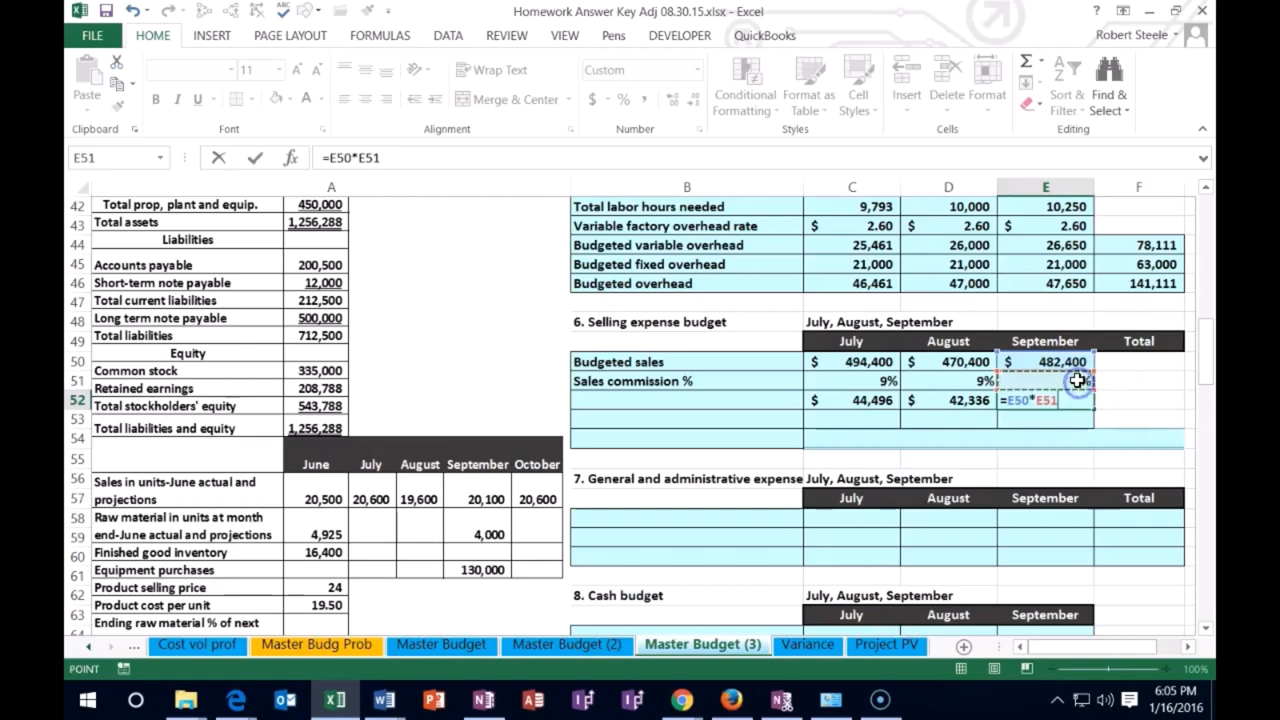 Homework Answer Key Adj 08.30.15.xlsx - Excel
FILE HOME INSERT PAGE LAYOUT FORMULAS DATA REVIEW VIEW Pens DEVELOPER QuickBooks Robert Steele
11 Wrap Text Custom
Paste B I U Merge & Center $ % Conditional Formatting Format as Table Cell Styles Insert Delete Format Sort & Filter Find & Select
Clipboard Font Alignment Number Styles Cells Editing
E51 fx =E50*E51
A B C D E F
42 Total prop, plant and equip. 450,000 Total labor hours needed 9,793 10,000 10,250
43 Total assets 1,256,288 Variable factory overhead rate $ 2.60 $ 2.60 $ 2.60
44 Liabilities Budgeted variable overhead 25,461 26,000 26,650 78,111
45 Accounts payable 200,500 Budgeted fixed overhead 21,000 21,000 21,000 63,000
46 Short-term note payable 12,000 Budgeted overhead 46,461 47,000 47,650 141,111
47 Total current liabilities 212,500
48 Long term note payable 500,000 6. Selling expense budget July, August, September
49 Total liabilities 712,500 July August September Total
50 Equity Budgeted sales $ 494,400 $ 470,400 $ 482,400
51 Common stock 335,000 Sales commission % 9% 9% %
52 Retained earnings 208,788 $ 44,496 $ 42,336 =E50*E51
53 Total stockholders' equity 543,788
54 Total liabilities and equity 1,256,288
55 June July August September October
56 Sales in units-June actual and 7. General and administrative expense July, August, September
57 projections 20,500 20,600 19,600 20,100 20,600 July August September Total
58 Raw material in units at month
59 end-June actual and projections 4,925 4,000
60 Finished good inventory 16,400
61 Equipment purchases 130,000
62 Product selling price 24 8. Cash budget July, August, September
63 Product cost per unit 19.50 July August September
Ending raw material % of next
... Cost vol prof Master Budg Prob Master Budget Master Budget (2) Master Budget (3) Variance Project PV
POINT 100%
6:05 PM
1/16/2016